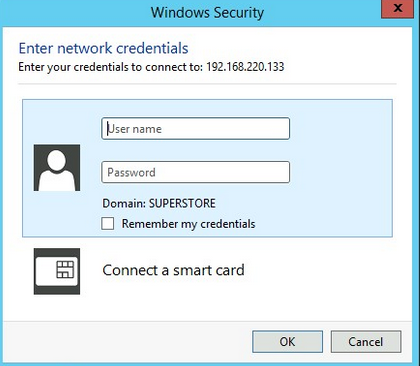 Windows Security
x
Enter network credentials
Enter your credentials to connect to: 192.168.220.133
User name
Password
Domain: SUPERSTORE
Remember my credentials
Connect a smart card
OK
Cancel